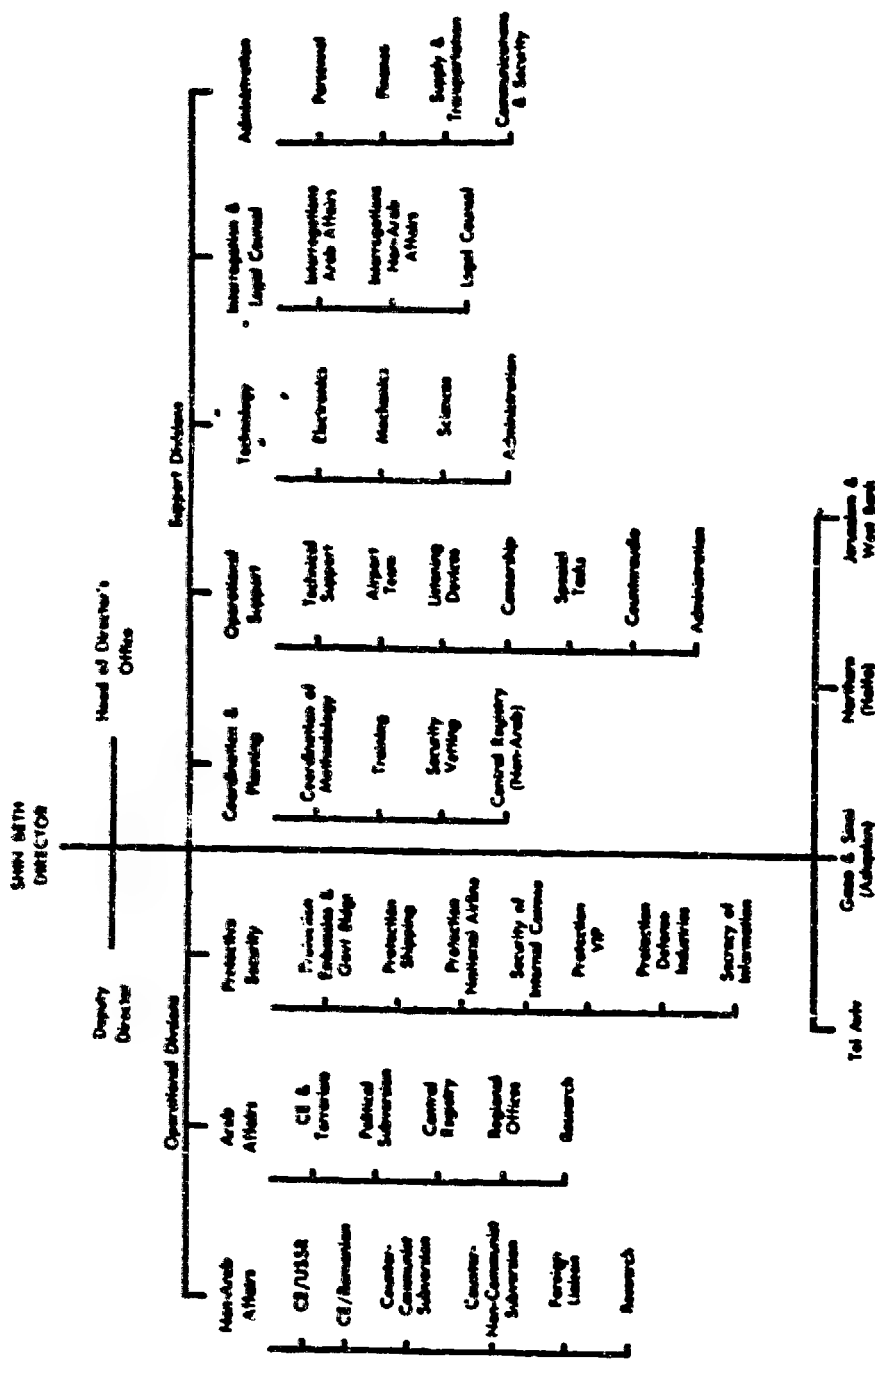 SHIN BETH
DIRECTOR
Deputy
Director
Head of Director's
Office
Operational Divisions
Support Divisions
Non-Arab
Affairs
CE/USSR
CE/Romanian
Counter-
Communist
Subversion
Counter-
Non-Communist
Subversion
Foreign
Liaison
Research
Arab
Affairs
CE &
Terrorism
Political
Subversion
Central
Registry
Regional
Offices
Research
Protective
Security
Protection
Embassies &
Govt Bldgs
Protection
Shipping
Protection
National Airline
Security of
Internal Comms
Protection
VIP
Protection
Defense
Industries
Secrecy of
Information
Coordination &
Planning
Coordination of
Methodology
Training
Security
Vetting
Central Registry
(Non-Arab)
Operational
Support
Technical
Support
Airport
Team
Listening
Devices
Censorship
Special
Tasks
Counteraudio
Administration
Technology
Electronics
Mechanics
Sciences
Administration
Interrogation &
Legal Counsel
Interrogations
Arab Affairs
Interrogations
Non-Arab
Affairs
Legal Counsel
Administration
Personnel
Finance
Supply &
Transportation
Communications
& Security
Tel Aviv
Gaza & Sinai
(Ashqelon)
Northern
(Haifa)
Jerusalem &
West Bank